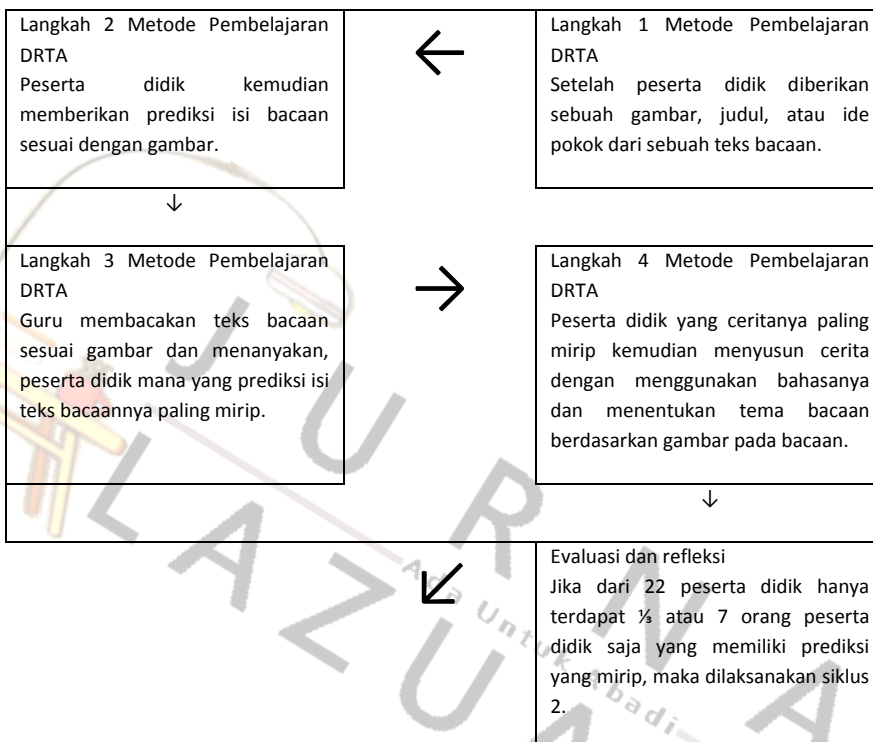 Langkah 2 Metode Pembelajaran
DRTA
Peserta didik kemudian
memberikan prediksi isi bacaan
sesuai dengan gambar.
←
Langkah 1 Metode Pembelajaran
DRTA
Setelah peserta didik diberikan
sebuah gambar, judul, atau ide
pokok dari sebuah teks bacaan.
↓
Langkah 3 Metode Pembelajaran
DRTA
Guru membacakan teks bacaan
sesuai gambar dan menanyakan,
peserta didik mana yang prediksi isi
teks bacaannya paling mirip.
→
Langkah 4 Metode Pembelajaran
DRTA
Peserta didik yang ceritanya paling
mirip kemudian menyusun cerita
dengan menggunakan bahasanya
dan menentukan tema bacaan
berdasarkan gambar pada bacaan.
↓
↙
Evaluasi dan refleksi
Jika dari 22 peserta didik hanya
terdapat ⅓ atau 7 orang peserta
didik saja yang memiliki prediksi
yang mirip, maka dilaksanakan siklus
2.
JURNA
LAZUA
Ada Untuk Abadi